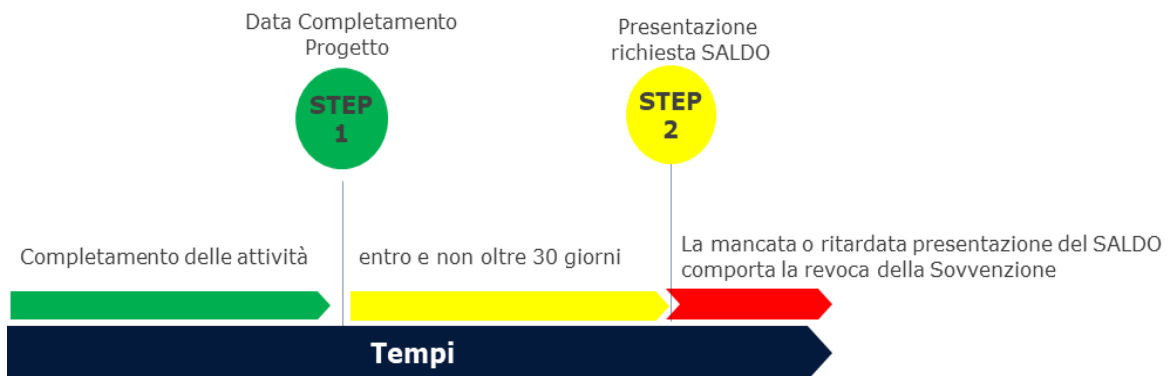 Data Completamento
Progetto
Presentazione
richiesta SALDO
STEP
1
STEP
2
Completamento delle attività
entro e non oltre 30 giorni
La mancata o ritardata presentazione del SALDO
comporta la revoca della Sovvenzione
Tempi